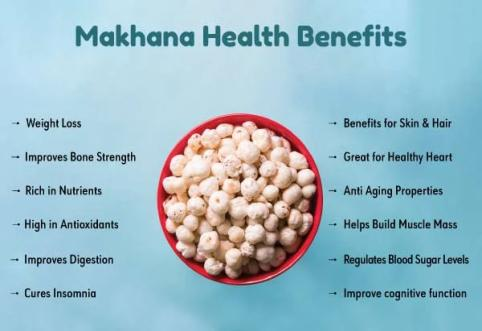 Makhana Health Benefits
→ Weight Loss
→ Improves Bone Strength
→ Rich in Nutrients
→ High in Antioxidants
→ Improves Digestion
→ Cures Insomnia
→ Benefits for Skin & Hair
→ Great for Healthy Heart
→ Anti Aging Properties
→ Helps Build Muscle Mass
→ Regulates Blood Sugar Levels
→ Improve cognitive function